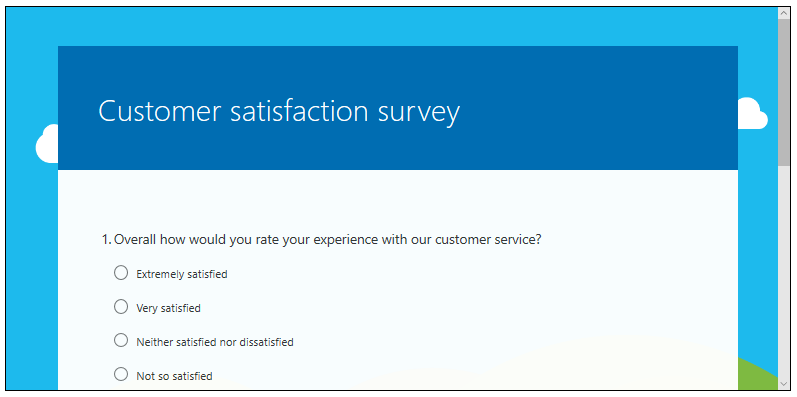 Customer satisfaction survey
1. Overall how would you rate your experience with our customer service?
Extremely satisfied
Very satisfied
Neither satisfied nor dissatisfied
Not so satisfied